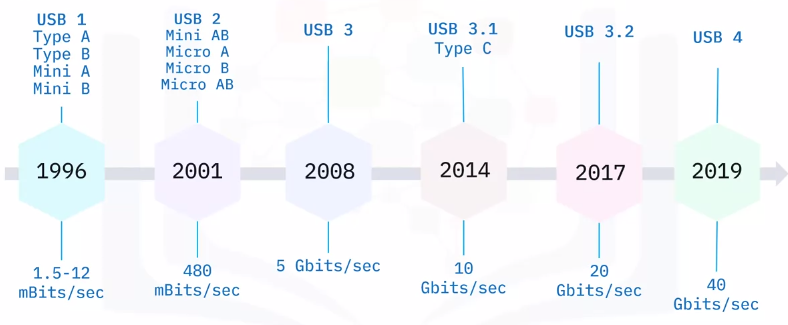 USB 1
Type A
Type B
Mini A
Mini B
USB 2
Mini AB
Micro A
Micro B
Micro AB
USB 3
USB 3.1
Type C
USB 3.2
USB 4
1996
2001
2008
2014
2017
2019
1.5-12
mBits/sec
480
mBits/sec
5 Gbits/sec
10
Gbits/sec
20
Gbits/sec
40
Gbits/sec